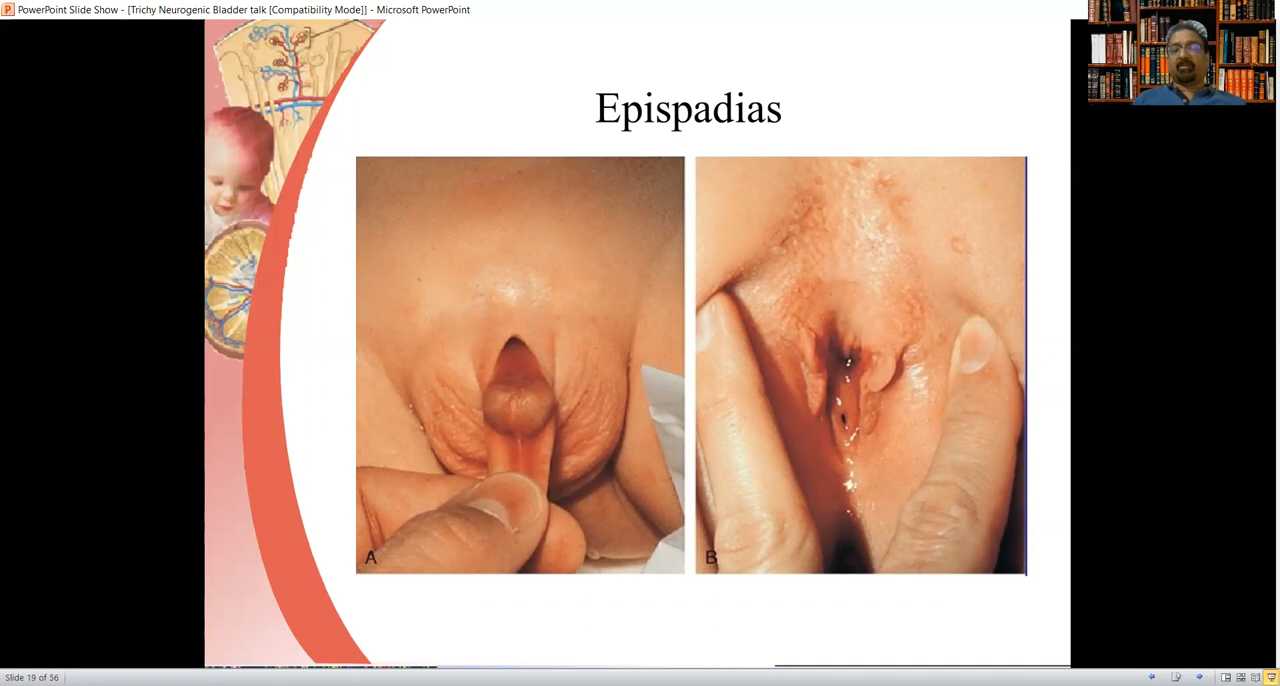 PowerPoint Slide Show - [Trichy Neurogenic Bladder talk [Compatibility Mode]] - Microsoft PowerPoint
Epispadias
A
B
Slide 19 of 56